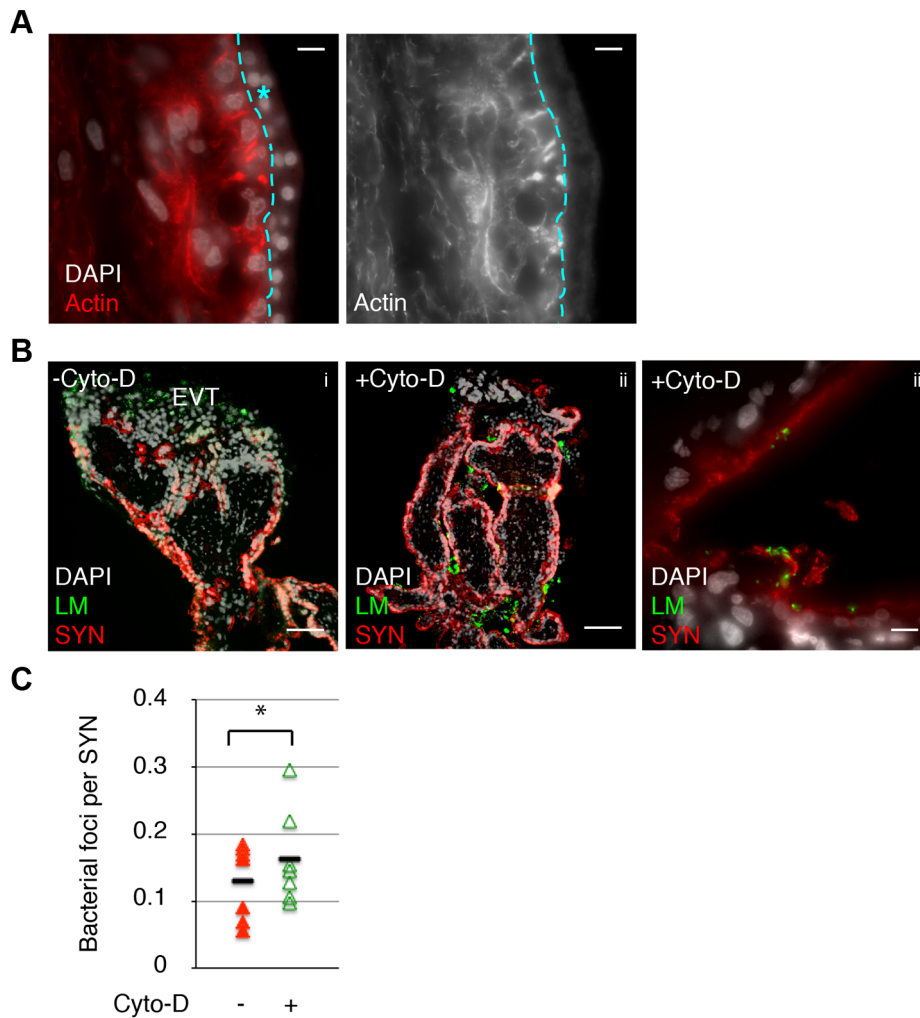 A
*
DAPI
Actin
Actin
B
-Cyto-D
i
EVT
DAPI
LM
SYN
+Cyto-D
ii
DAPI
LM
SYN
+Cyto-D
ii
DAPI
LM
SYN
C
Bacterial foci per SYN
0.4
0.3
0.2
0.1
0
*
Cyto-D - +